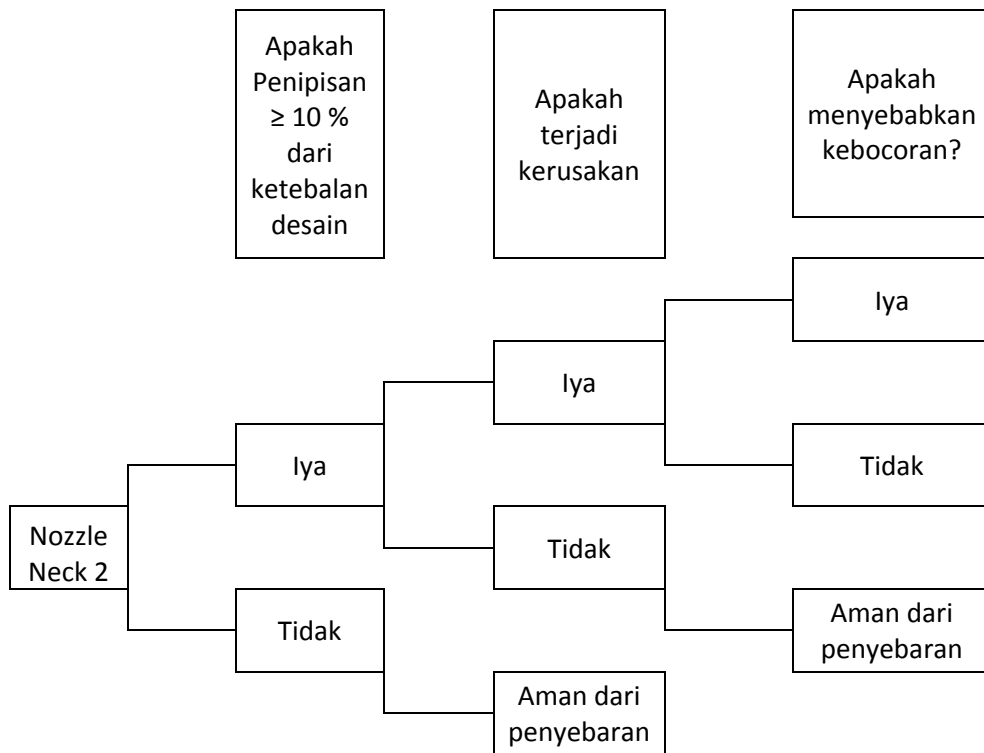 Apakah
Penipisan
≥ 10 %
dari
ketebalan
desain
Apakah
terjadi
kerusakan
Apakah
menyebabkan
kebocoran?
Iya
Iya
Iya
Tidak
Nozzle
Neck 2
Tidak
Tidak
Aman dari
penyebaran
Aman dari
penyebaran